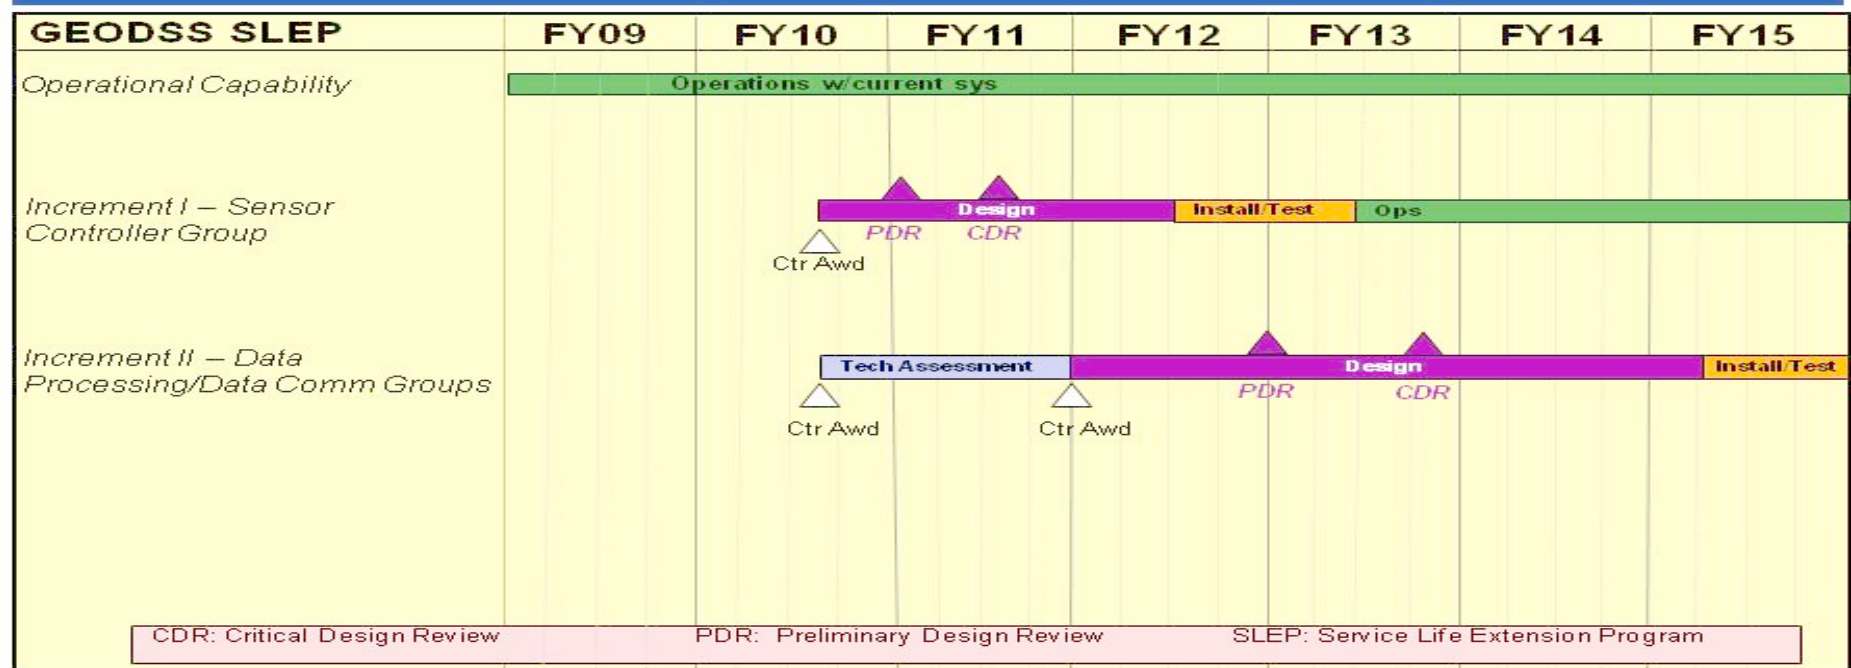 GEODSS SLEP FY09 FY10 FY11 FY12 FY13 FY14 FY15
Operational Capability Operations w/current sys
Increment I – Sensor
Controller Group
Design Install/Test Ops
PDR CDR
Ctr Awd
Increment II – Data
Processing/Data Comm Groups
Tech Assessment Design Install/Test
PDR CDR
Ctr Awd Ctr Awd
CDR: Critical Design Review PDR: Preliminary Design Review SLEP: Service Life Extension Program